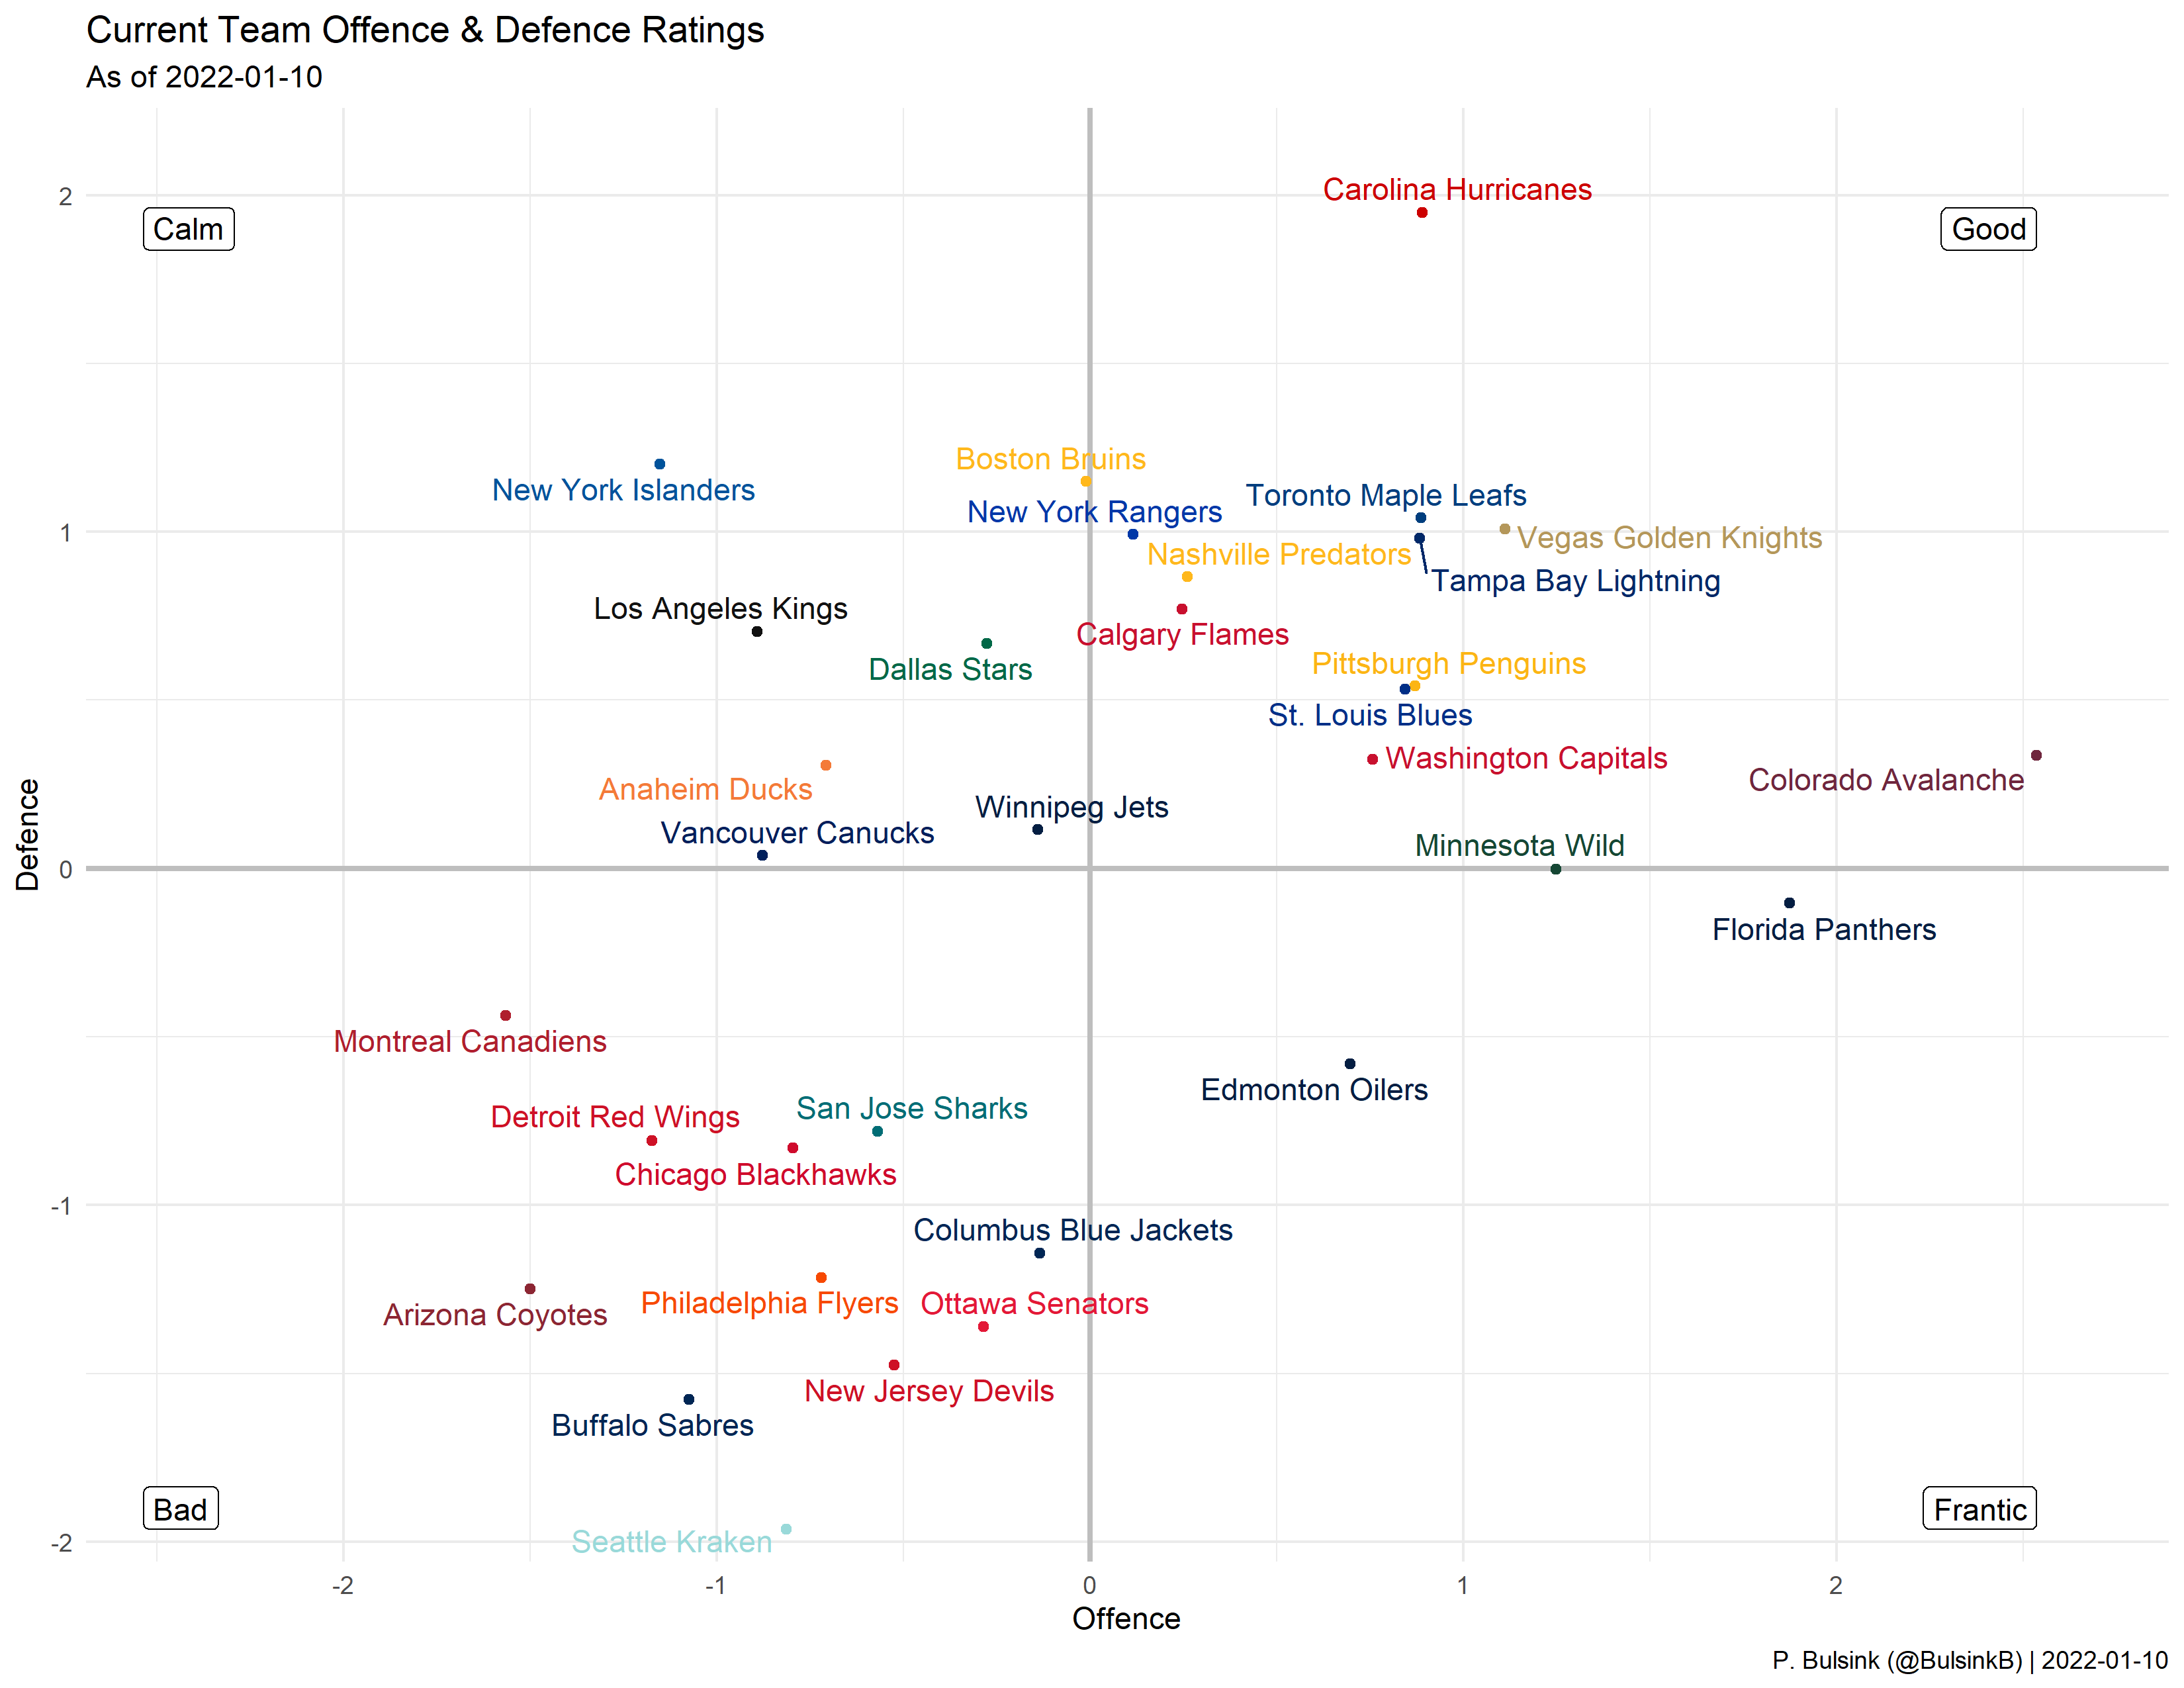 Current Team Offence & Defence Ratings
As of 2022-01-10
Carolina Hurricanes
2
Calm
Good
Boston Bruins
New York Islanders
Toronto Maple Leafs
New York Rangers
1
Vegas Golden Knights
Nashville Predators
Tampa Bay Lightning
Los Angeles Kings
Calgary Flames
Dallas Stars
Pittsburgh Penguins
St. Louis Blues
Washington Capitals
Colorado Avalanche
Anaheim Ducks
Winnipeg Jets
Vancouver Canucks
Defence
Minnesota Wild
0
Florida Panthers
Montreal Canadiens
Edmonton Oilers
San Jose Sharks
Detroit Red Wings
Chicago Blackhawks
-1
Columbus Blue Jackets
Philadelphia Flyers
Ottawa Senators
Arizona Coyotes
New Jersey Devils
Buffalo Sabres
Bad
Frantic
Seattle Kraken
-2
-2
-1
0
1
2
Offence
P. Bulsink (@BulsinkB) | 2022-01-10